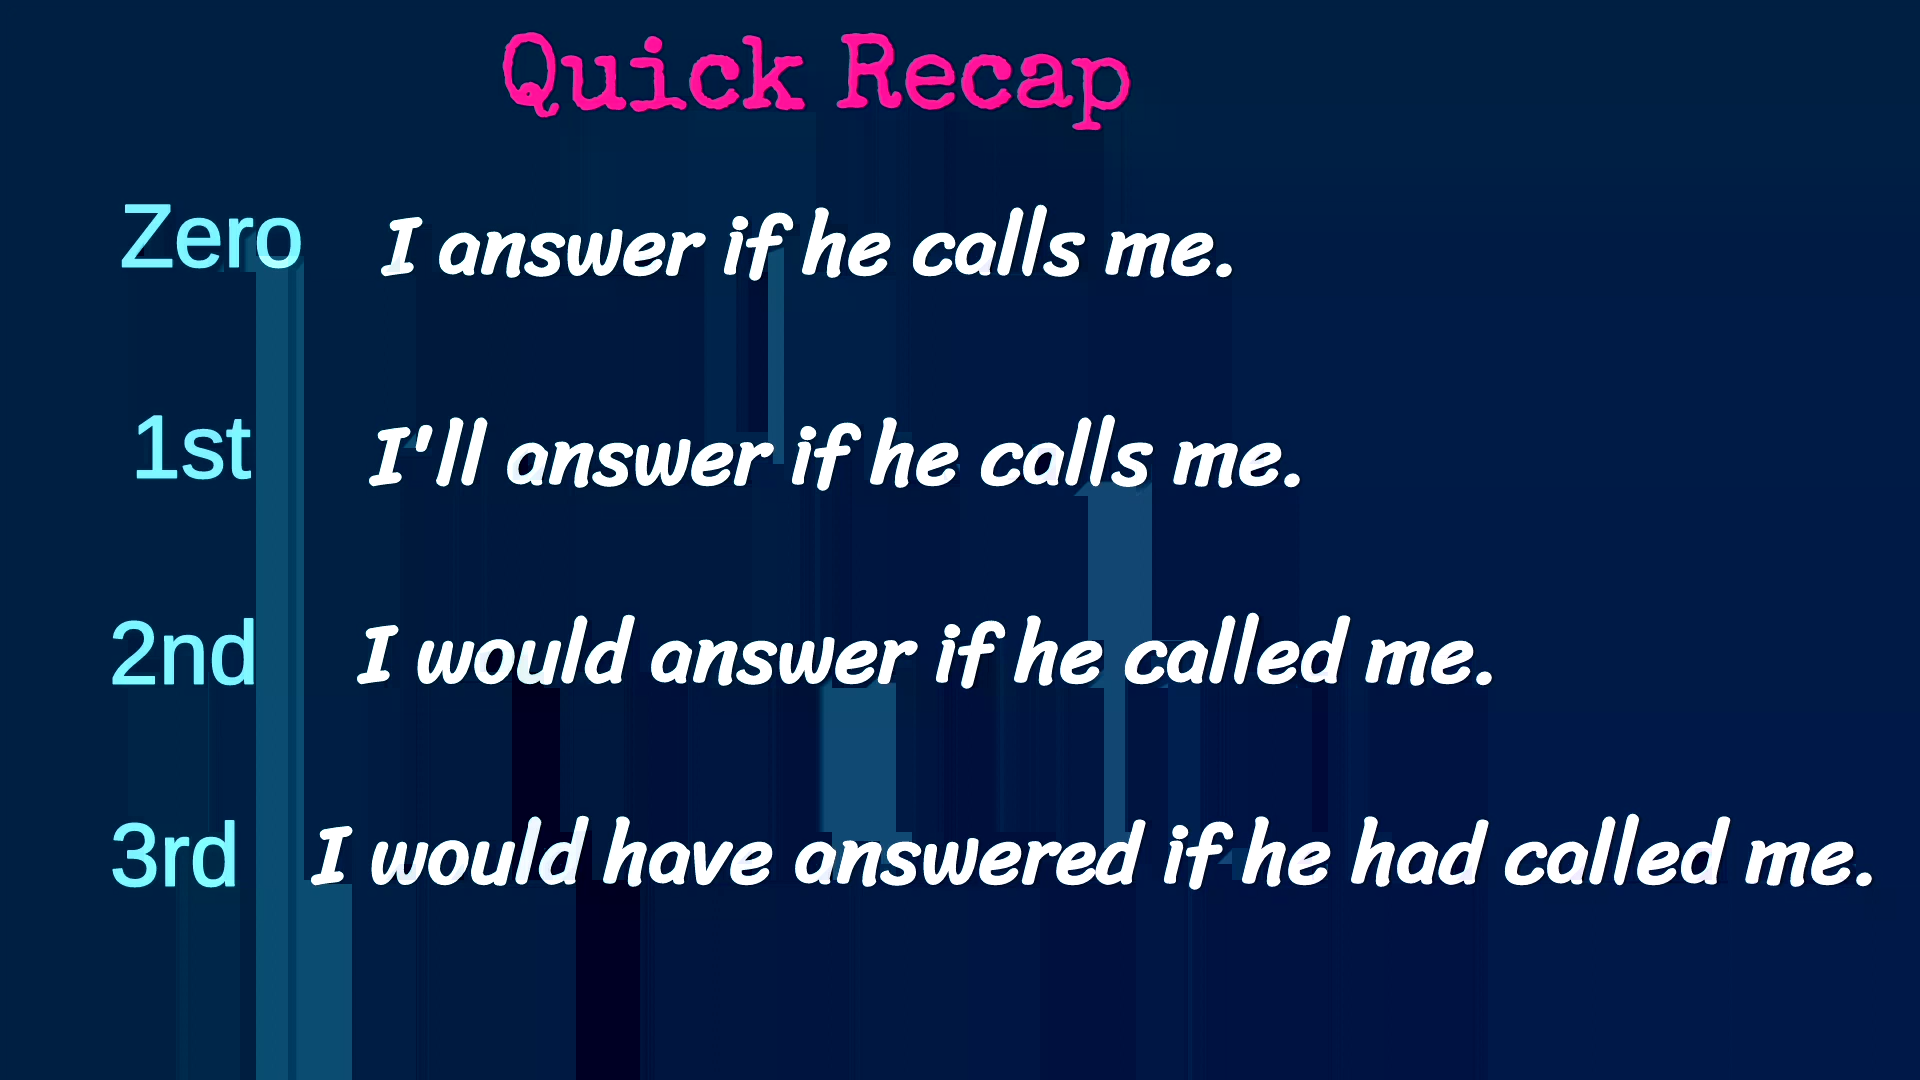 Quick Recap
Zero I answer if he calls me.
1st I'll answer if he calls me.
2nd I would answer if he called me.
3rd I would have answered if he had called me.